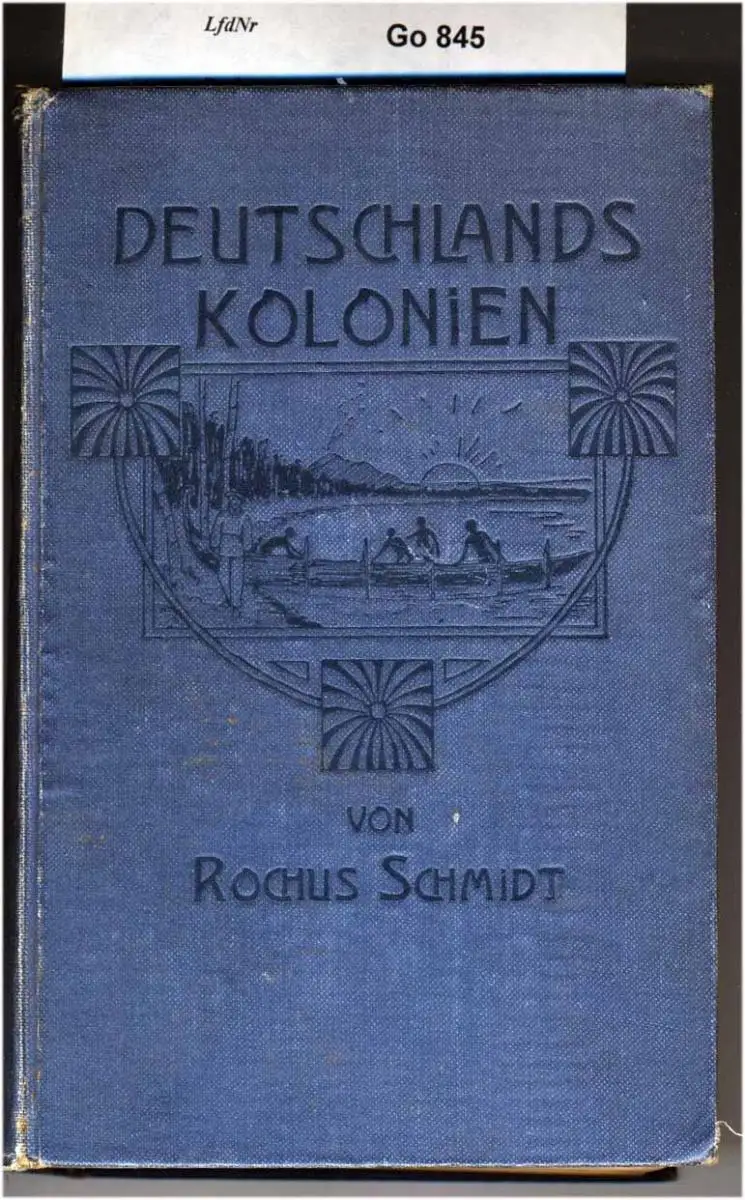 LfdNr Go 845
DEUTSCHLANDS
KOLONiEN
VON
ROCHUS SCHMiDT